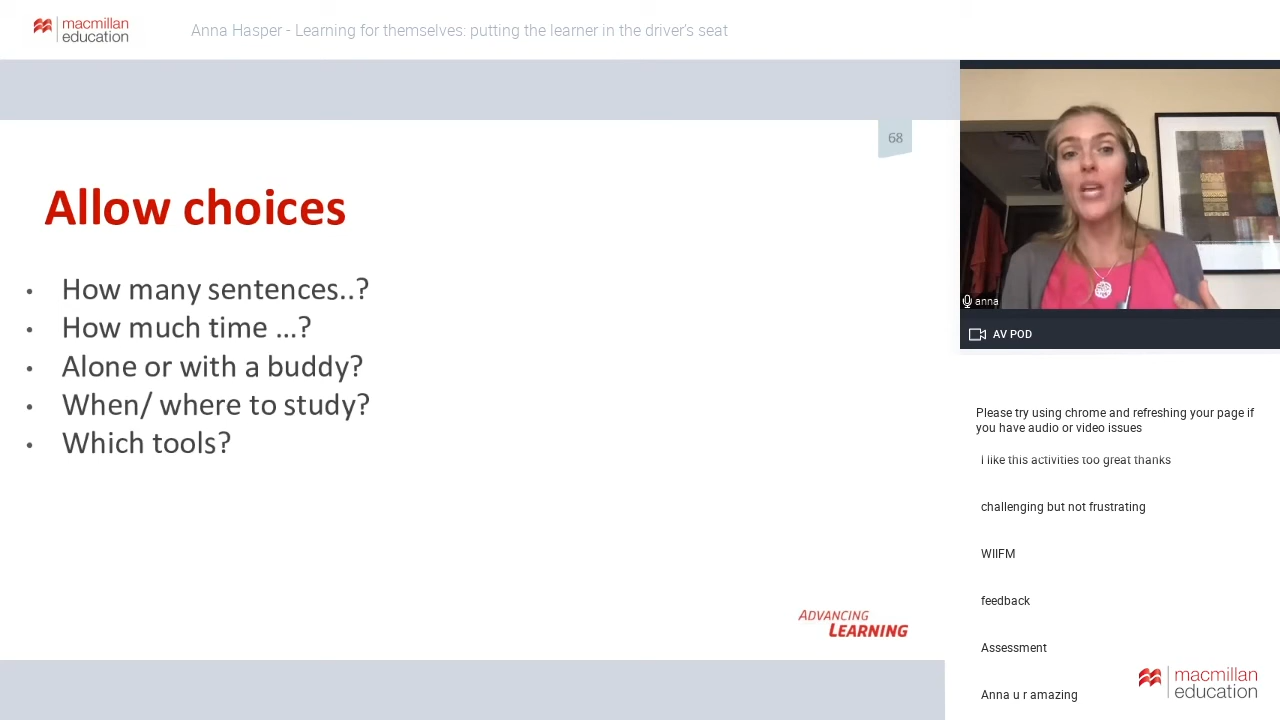 macmillan
education
Anna Hasper - Learning for themselves: putting the learner in the driver's seat
68
Allow choices
• How many sentences..?
• How much time ...?
• Alone or with a buddy?
• When/ where to study?
• Which tools?
ADVANCING
LEARNING
anna
AV POD
Please try using chrome and refreshing your page if
you have audio or video issues
I like this activities too great thanks
challenging but not frustrating
WIIFM
feedback
Assessment
Anna u r amazing
macmillan
education